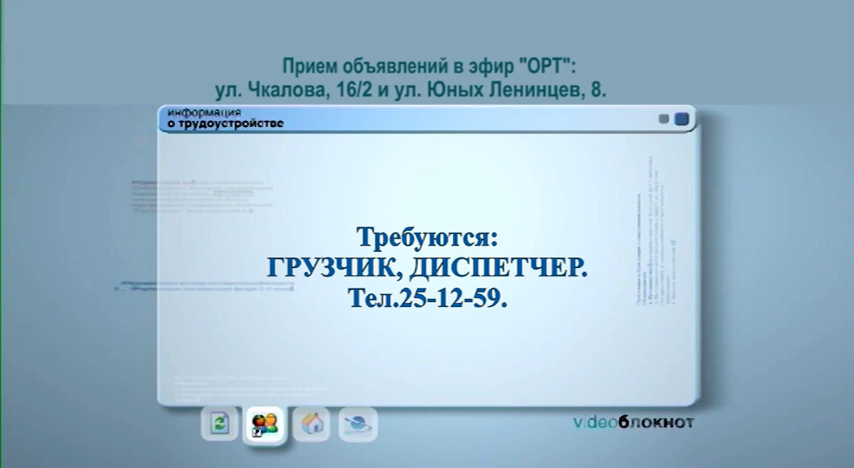 Прием объявлений в эфир "ОРТ":
ул. Чкалова, 16/2 и ул. Юных Ленинцев, 8.
информация
о трудоустройстве
Требуются:
ГРУЗЧИК, ДИСПЕТЧЕР.
Тел.25-12-59.
videoблокнот